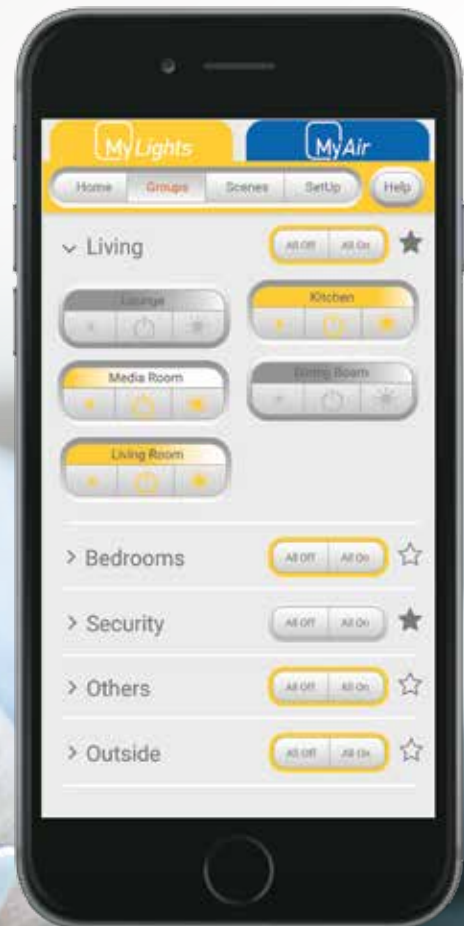 MyLights MyAir
Home Groups Scenes SetUp Help
Living All Off All On
Lounge Kitchen
Media Room Dining Room
Living Room
Bedrooms All Off All On
Security All Off All On
Others All Off All On
Outside All Off All On